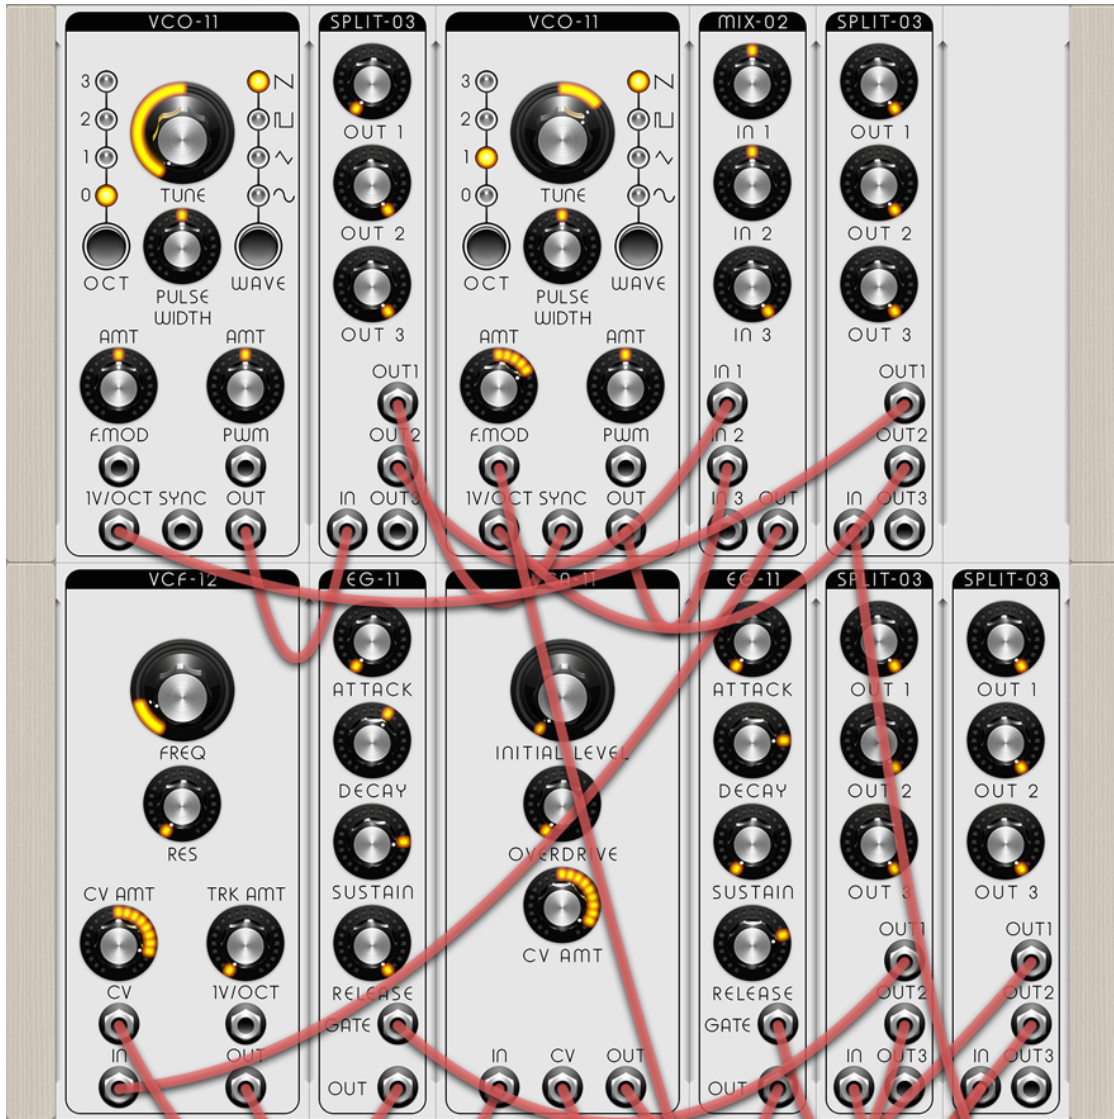 VCO-11
3
2
1
0
TUNE
OCT
PULSE
WIDTH
WAVE
AMT
AMT
F.MOD
PWM
1V/OCT SYNC OUT
SPLIT-03
OUT 1
OUT 2
OUT 3
OUT1
OUT2
IN OUT3
VCO-11
3
2
1
0
TUNE
OCT
PULSE
WIDTH
WAVE
AMT
AMT
F.MOD
PWM
1V/OCT SYNC OUT
MIX-02
IN 1
IN 2
IN 3
IN 1
IN 2
IN 3 OUT
SPLIT-03
OUT 1
OUT 2
OUT 3
OUT1
OUT2
IN OUT3
VCF-12
FREQ
RES
CV AMT
TRK AMT
CV
1V/OCT
IN
OUT
EG-11
ATTACK
DECAY
SUSTAIN
RELEASE
GATE
OUT
VCA-11
INITIAL LEVEL
OVERDRIVE
CV AMT
IN CV OUT
EG-11
ATTACK
DECAY
SUSTAIN
RELEASE
GATE
OUT
SPLIT-03
OUT 1
OUT 2
OUT 3
OUT1
OUT2
IN OUT3
SPLIT-03
OUT 1
OUT 2
OUT 3
OUT1
OUT2
IN OUT3